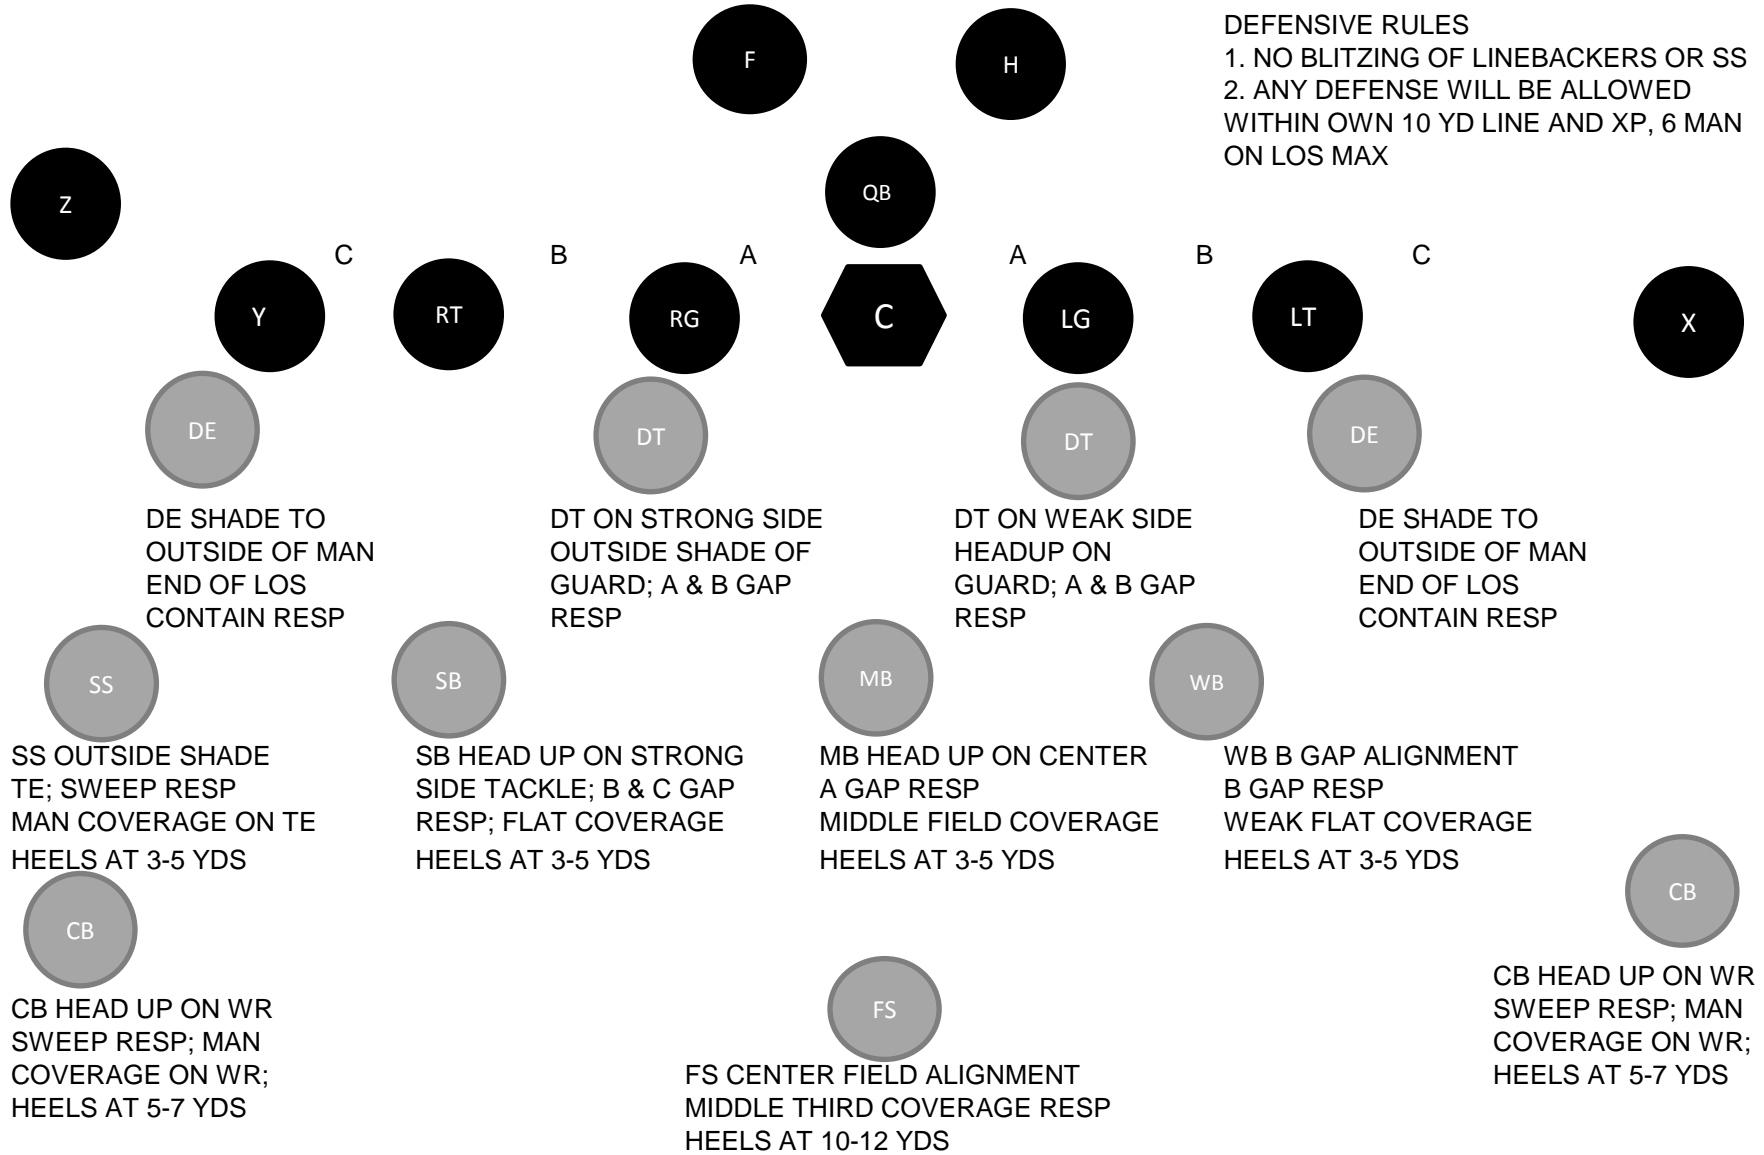 F
H
DEFENSIVE RULES
1. NO BLITZING OF LINEBACKERS OR SS
2. ANY DEFENSE WILL BE ALLOWED
WITHIN OWN 10 YD LINE AND XP, 6 MAN
ON LOS MAX
Z
QB
C B A A B C
Y RT RG C LG LT X
DE DT DT DE
DE SHADE TO
OUTSIDE OF MAN
END OF LOS
CONTAIN RESP
DT ON STRONG SIDE
OUTSIDE SHADE OF
GUARD; A & B GAP
RESP
DT ON WEAK SIDE
HEADUP ON
GUARD; A & B GAP
RESP
DE SHADE TO
OUTSIDE OF MAN
END OF LOS
CONTAIN RESP
SS SB MB WB
SS OUTSIDE SHADE
TE; SWEEP RESP
MAN COVERAGE ON TE
HEELS AT 3-5 YDS
SB HEAD UP ON STRONG
SIDE TACKLE; B & C GAP
RESP; FLAT COVERAGE
HEELS AT 3-5 YDS
MB HEAD UP ON CENTER
A GAP RESP
MIDDLE FIELD COVERAGE
HEELS AT 3-5 YDS
WB B GAP ALIGNMENT
B GAP RESP
WEAK FLAT COVERAGE
HEELS AT 3-5 YDS
CB
CB HEAD UP ON WR
SWEEP RESP; MAN
COVERAGE ON WR;
HEELS AT 5-7 YDS
FS
FS CENTER FIELD ALIGNMENT
MIDDLE THIRD COVERAGE RESP
HEELS AT 10-12 YDS
CB
CB HEAD UP ON WR
SWEEP RESP; MAN
COVERAGE ON WR;
HEELS AT 5-7 YDS